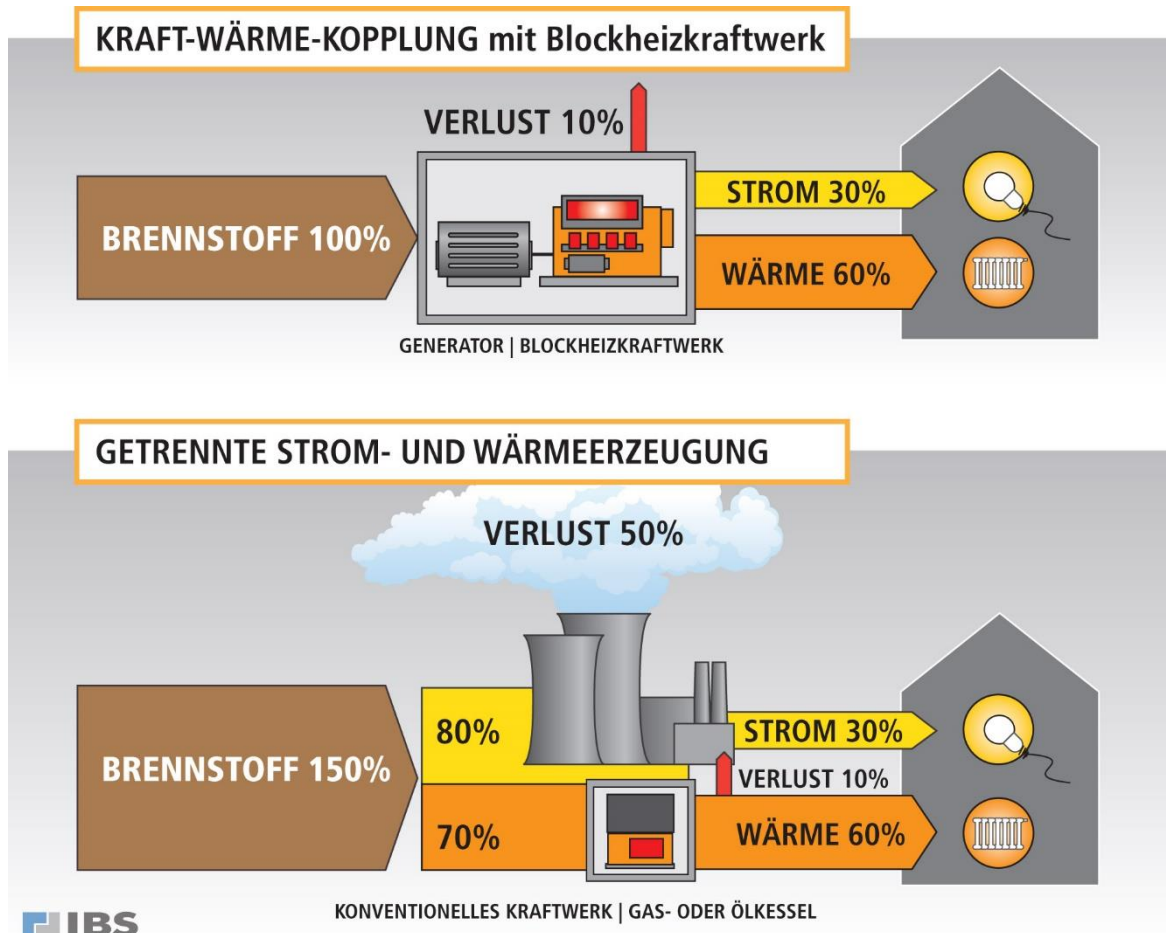 KRAFT-WÄRME-KOPPLUNG mit Blockheizkraftwerk
VERLUST 10%
BRENNSTOFF 100%
STROM 30%
WÄRME 60%
GENERATOR | BLOCKHEIZKRAFTWERK
GETRENNTE STROM- UND WÄRMEERZEUGUNG
VERLUST 50%
BRENNSTOFF 150%
80%
STROM 30%
VERLUST 10%
70%
WÄRME 60%
KONVENTIONELLES KRAFTWERK | GAS- ODER ÖLKESSEL
IBS